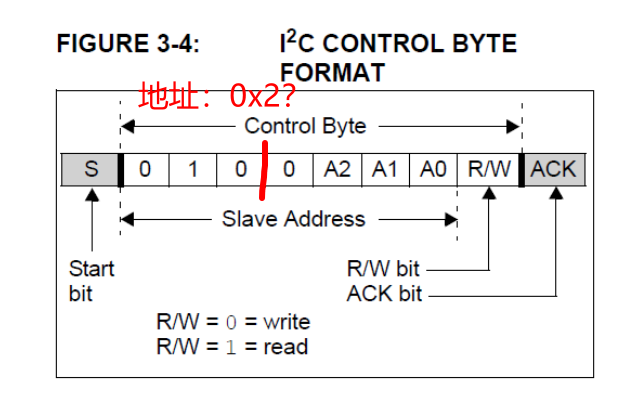 FIGURE 3-4: I²C CONTROL BYTE
FORMAT
地址：0x2?
Control Byte
S 0 1 0 0 A2 A1 A0 R/W ACK
Slave Address
Start
bit
R/W bit
ACK bit
R/W = 0 = write
R/W = 1 = read